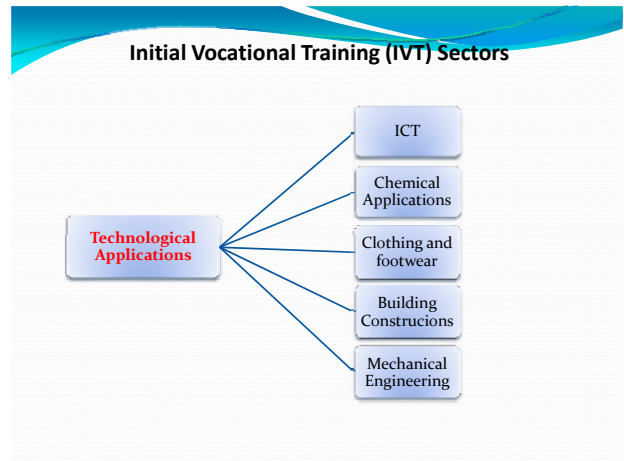 Initial Vocational Training (IVT) Sectors
ICT
Chemical
Applications
Technological
Applications
Clothing and
footwear
Building
Construcions
Mechanical
Engineering